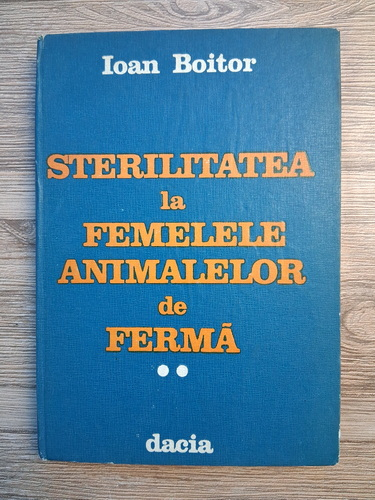 Ioan Boitor
STERILITATEA
la
FEMELELE
ANIMALELOR
de
FERMĂ
dacia